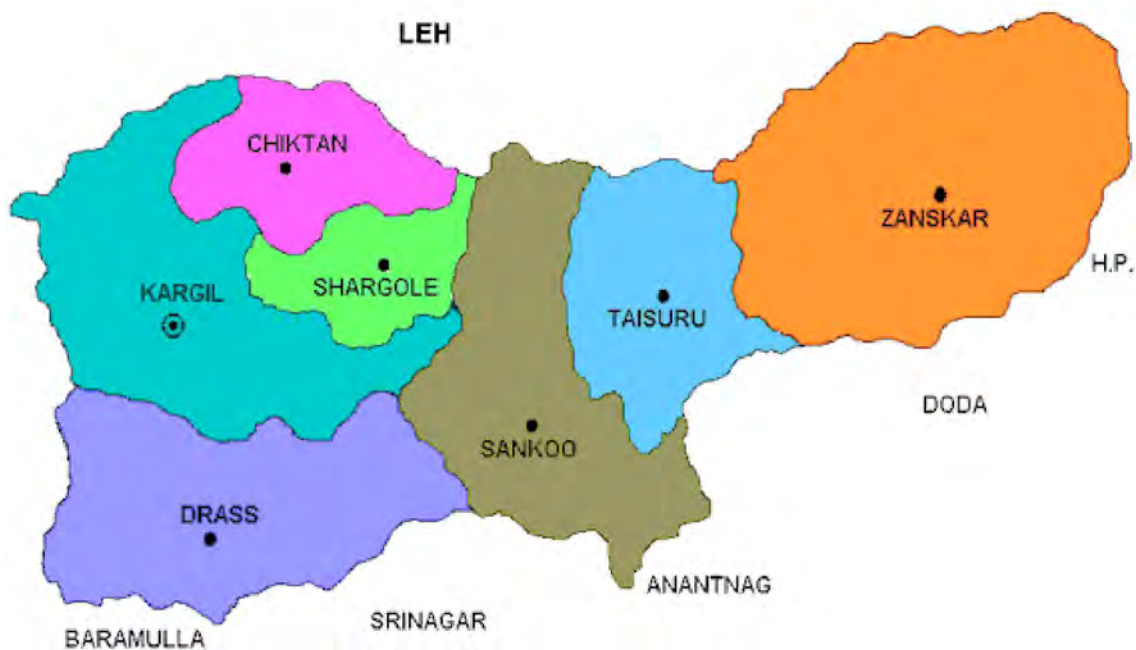 LEH
CHIKTAN
ZANSKAR
H.P.
SHARGOLE
KARGIL
TAISURU
DODA
SANKOO
DRASS
ANANTNAG
SRINAGAR
BARAMULLA